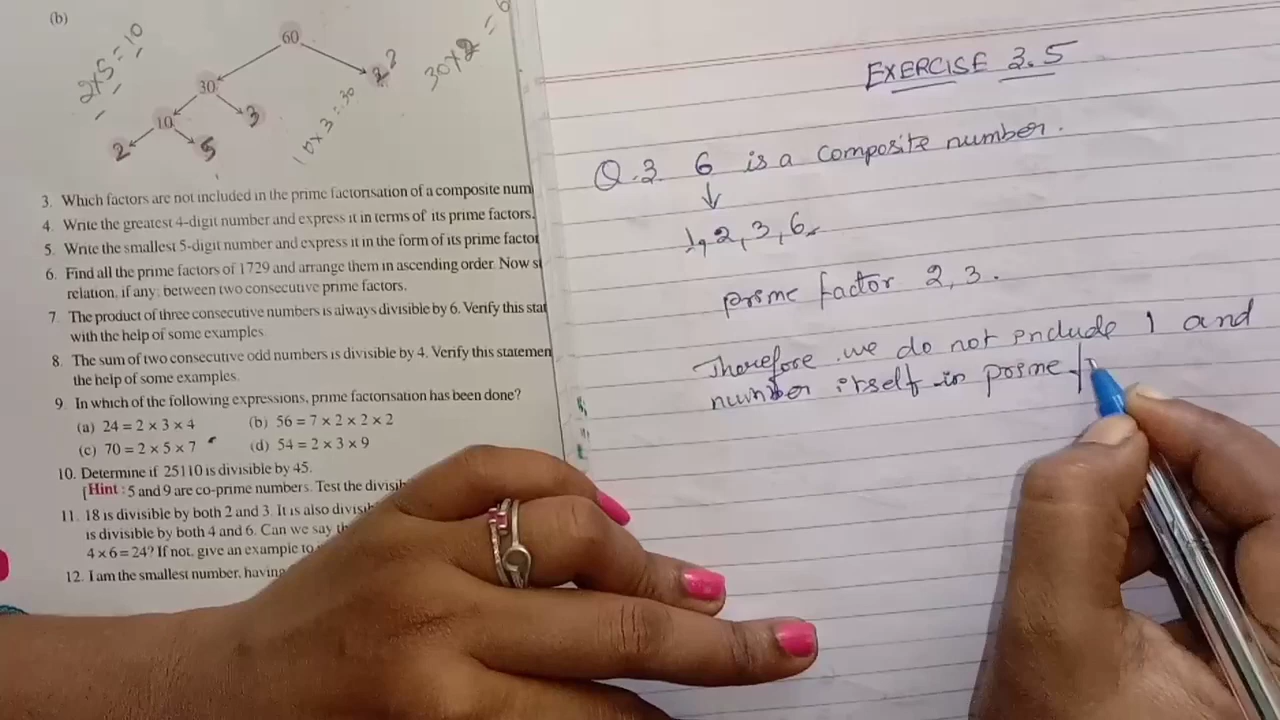 (b)
60
2×5=10
30×2=6
2 2
30
10×3=30
10
3
2
5
3. Which factors are not included in the prime factorisation of a composite num
4. Write the greatest 4-digit number and express it in terms of its prime factors.
5. Write the smallest 5-digit number and express it in the form of its prime factor
6. Find all the prime factors of 1729 and arrange them in ascending order. Now st
relation, if any; between two consecutive prime factors.
7. The product of three consecutive numbers is always divisible by 6. Verify this stat
with the help of some examples.
8. The sum of two consecutive odd numbers is divisible by 4. Verify this statemen
the help of some examples.
9. In which of the following expressions, prime factorisation has been done?
(a) 24 = 2 × 3 × 4 (b) 56 = 7 × 2 × 2 × 2
(c) 70 = 2 × 5 × 7 (d) 54 = 2 × 3 × 9
10. Determine if 25110 is divisible by 45.
[Hint : 5 and 9 are co-prime numbers. Test the divisib
11. 18 is divisible by both 2 and 3. It is also divisi
is divisible by both 4 and 6. Can we say th
4 × 6 = 24? If not, give an example to
12. I am the smallest number, having
EXERCISE 3.5
Q.3. 6 is a composite number.
↓
1, 2, 3, 6.
prime factor 2, 3.
Therefore we do not include 1 and
number itself in prime f